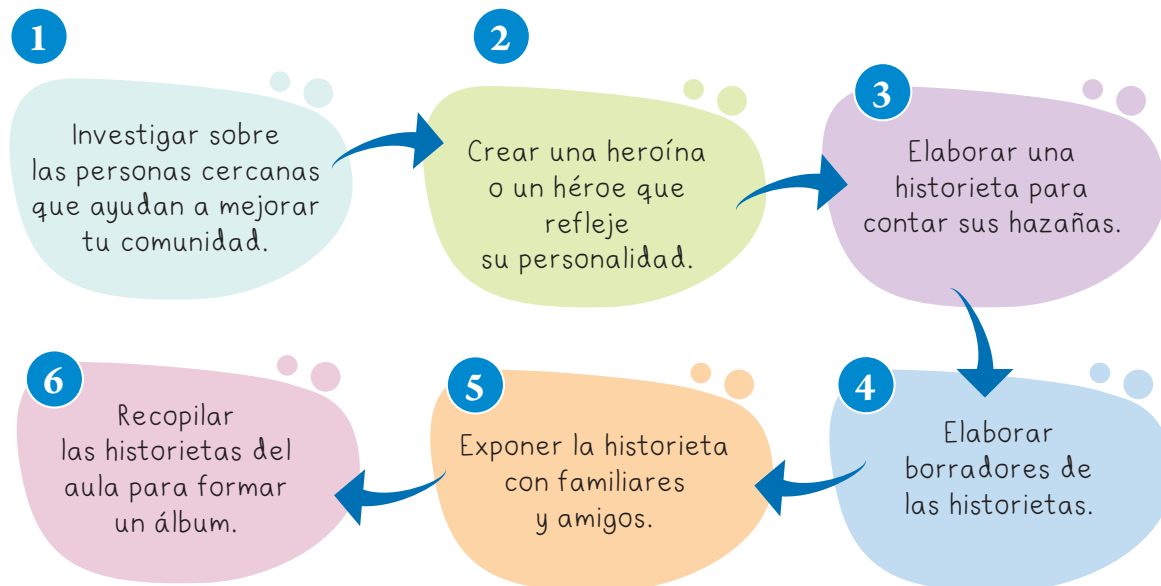 1
Investigar sobre
las personas cercanas
que ayudan a mejorar
tu comunidad.
2
Crear una heroína
o un héroe que
refleje
su personalidad.
3
Elaborar una
historieta para
contar sus hazañas.
4
Elaborar
borradores de
las historietas.
5
Exponer la historieta
con familiares
y amigos.
6
Recopilar
las historietas del
aula para formar
un álbum.